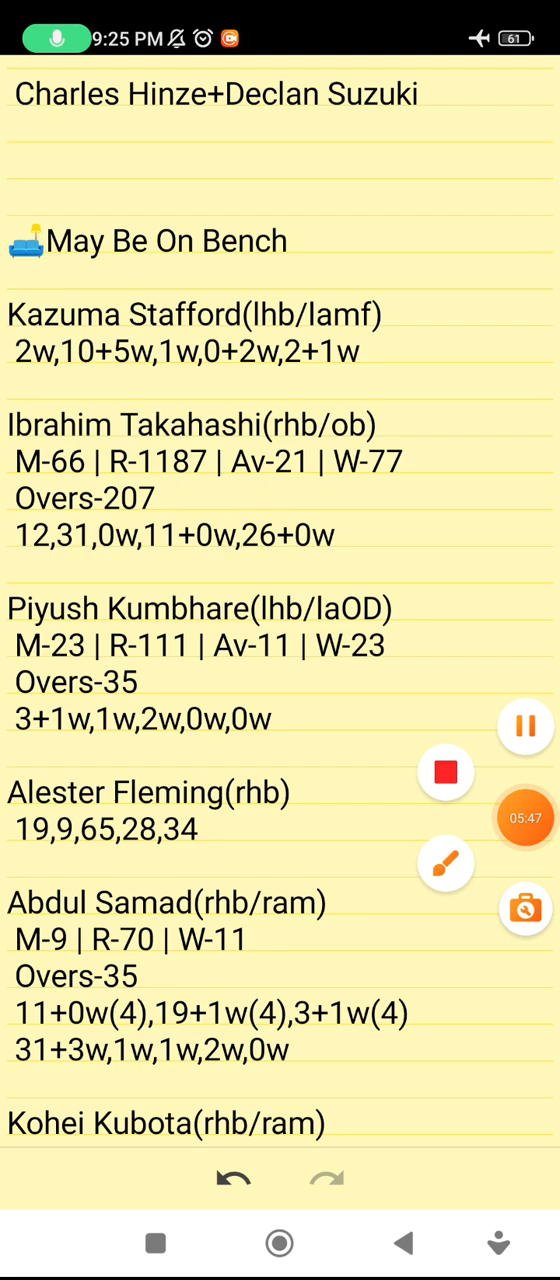 9:25 PM 61
Charles Hinze+Declan Suzuki
🛋️May Be On Bench
Kazuma Stafford(lhb/lamf)
2w,10+5w,1w,0+2w,2+1w
Ibrahim Takahashi(rhb/ob)
M-66 | R-1187 | Av-21 | W-77
Overs-207
12,31,0w,11+0w,26+0w
Piyush Kumbhare(lhb/laOD)
M-23 | R-111 | Av-11 | W-23
Overs-35
3+1w,1w,2w,0w,0w
Alester Fleming(rhb)
19,9,65,28,34
05:47
Abdul Samad(rhb/ram)
M-9 | R-70 | W-11
Overs-35
11+0w(4),19+1w(4),3+1w(4)
31+3w,1w,1w,2w,0w
Kohei Kubota(rhb/ram)